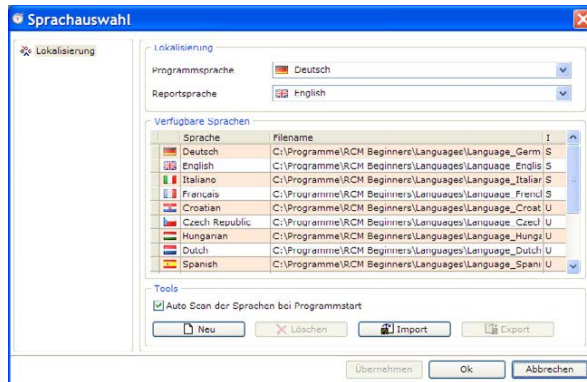 Sprachauswahl
Lokalisierung
Lokalisierung
Programmsprache Deutsch
Reportsprache English
Verfügbare Sprachen
Sprache Filename I
Deutsch C:\Programme\RCM Beginners\Languages\Language_Germ S
English C:\Programme\RCM Beginners\Languages\Language_Englis S
Italiano C:\Programme\RCM Beginners\Languages\Language_Italiar S
Français C:\Programme\RCM Beginners\Languages\Language_Frencl S
Croatian C:\Programme\RCM Beginners\Languages\Language_Croat U
Czech Republic C:\Programme\RCM Beginners\Languages\Language_Czecl U
Hungarian C:\Programme\RCM Beginners\Languages\Language_Hunga U
Dutch C:\Programme\RCM Beginners\Languages\Language_Dutch U
Spanish C:\Programme\RCM Beginners\Languages\Language_Spani U
Tools
Auto Scan der Sprachen bei Programmstart
Neu Löschen Import Export
Übernehmen Ok Abbrechen